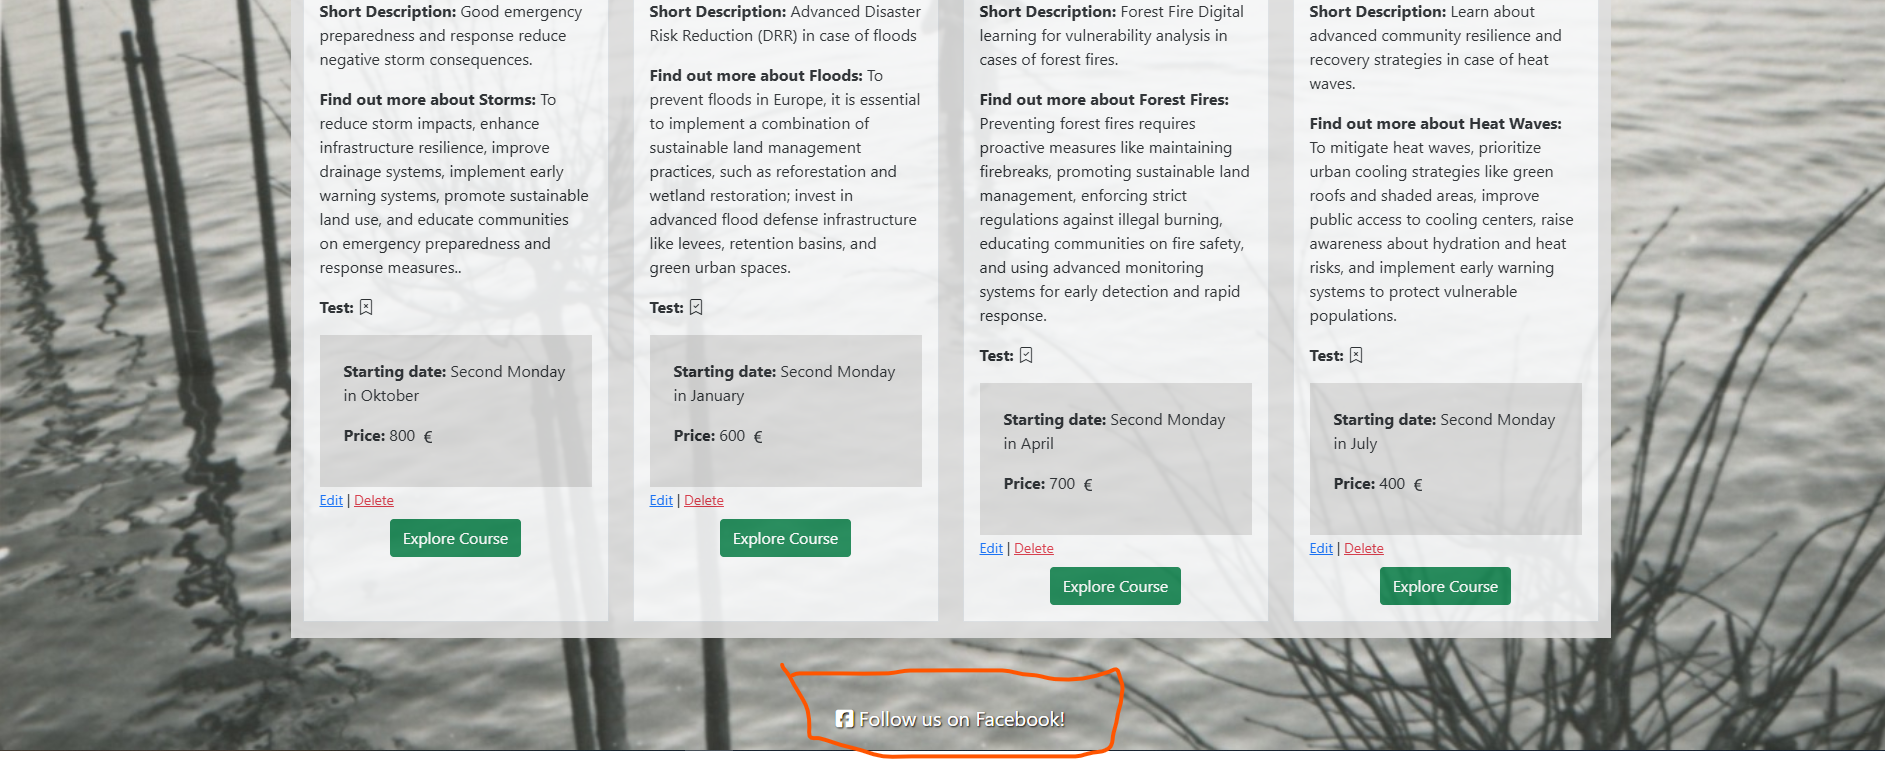 Short Description: Good emergency
preparedness and response reduce
negative storm consequences.
Find out more about Storms: To
reduce storm impacts, enhance
infrastructure resilience, improve
drainage systems, implement early
warning systems, promote sustainable
land use, and educate communities
on emergency preparedness and
response measures..
Test:
Starting date: Second Monday
in Oktober
Price: 800 €
Edit | Delete
Explore Course
Short Description: Advanced Disaster
Risk Reduction (DRR) in case of floods
Find out more about Floods: To
prevent floods in Europe, it is essential
to implement a combination of
sustainable land management
practices, such as reforestation and
wetland restoration; invest in
advanced flood defense infrastructure
like levees, retention basins, and
green urban spaces.
Test:
Starting date: Second Monday
in January
Price: 600 €
Edit | Delete
Explore Course
Short Description: Forest Fire Digital
learning for vulnerability analysis in
cases of forest fires.
Find out more about Forest Fires:
Preventing forest fires requires
proactive measures like maintaining
firebreaks, promoting sustainable land
management, enforcing strict
regulations against illegal burning,
educating communities on fire safety,
and using advanced monitoring
systems for early detection and rapid
response.
Test:
Starting date: Second Monday
in April
Price: 700 €
Edit | Delete
Explore Course
Short Description: Learn about
advanced community resilience and
recovery strategies in case of heat
waves.
Find out more about Heat Waves:
To mitigate heat waves, prioritize
urban cooling strategies like green
roofs and shaded areas, improve
public access to cooling centers, raise
awareness about hydration and heat
risks, and implement early warning
systems to protect vulnerable
populations.
Test:
Starting date: Second Monday
in July
Price: 400 €
Edit | Delete
Explore Course
Follow us on Facebook!